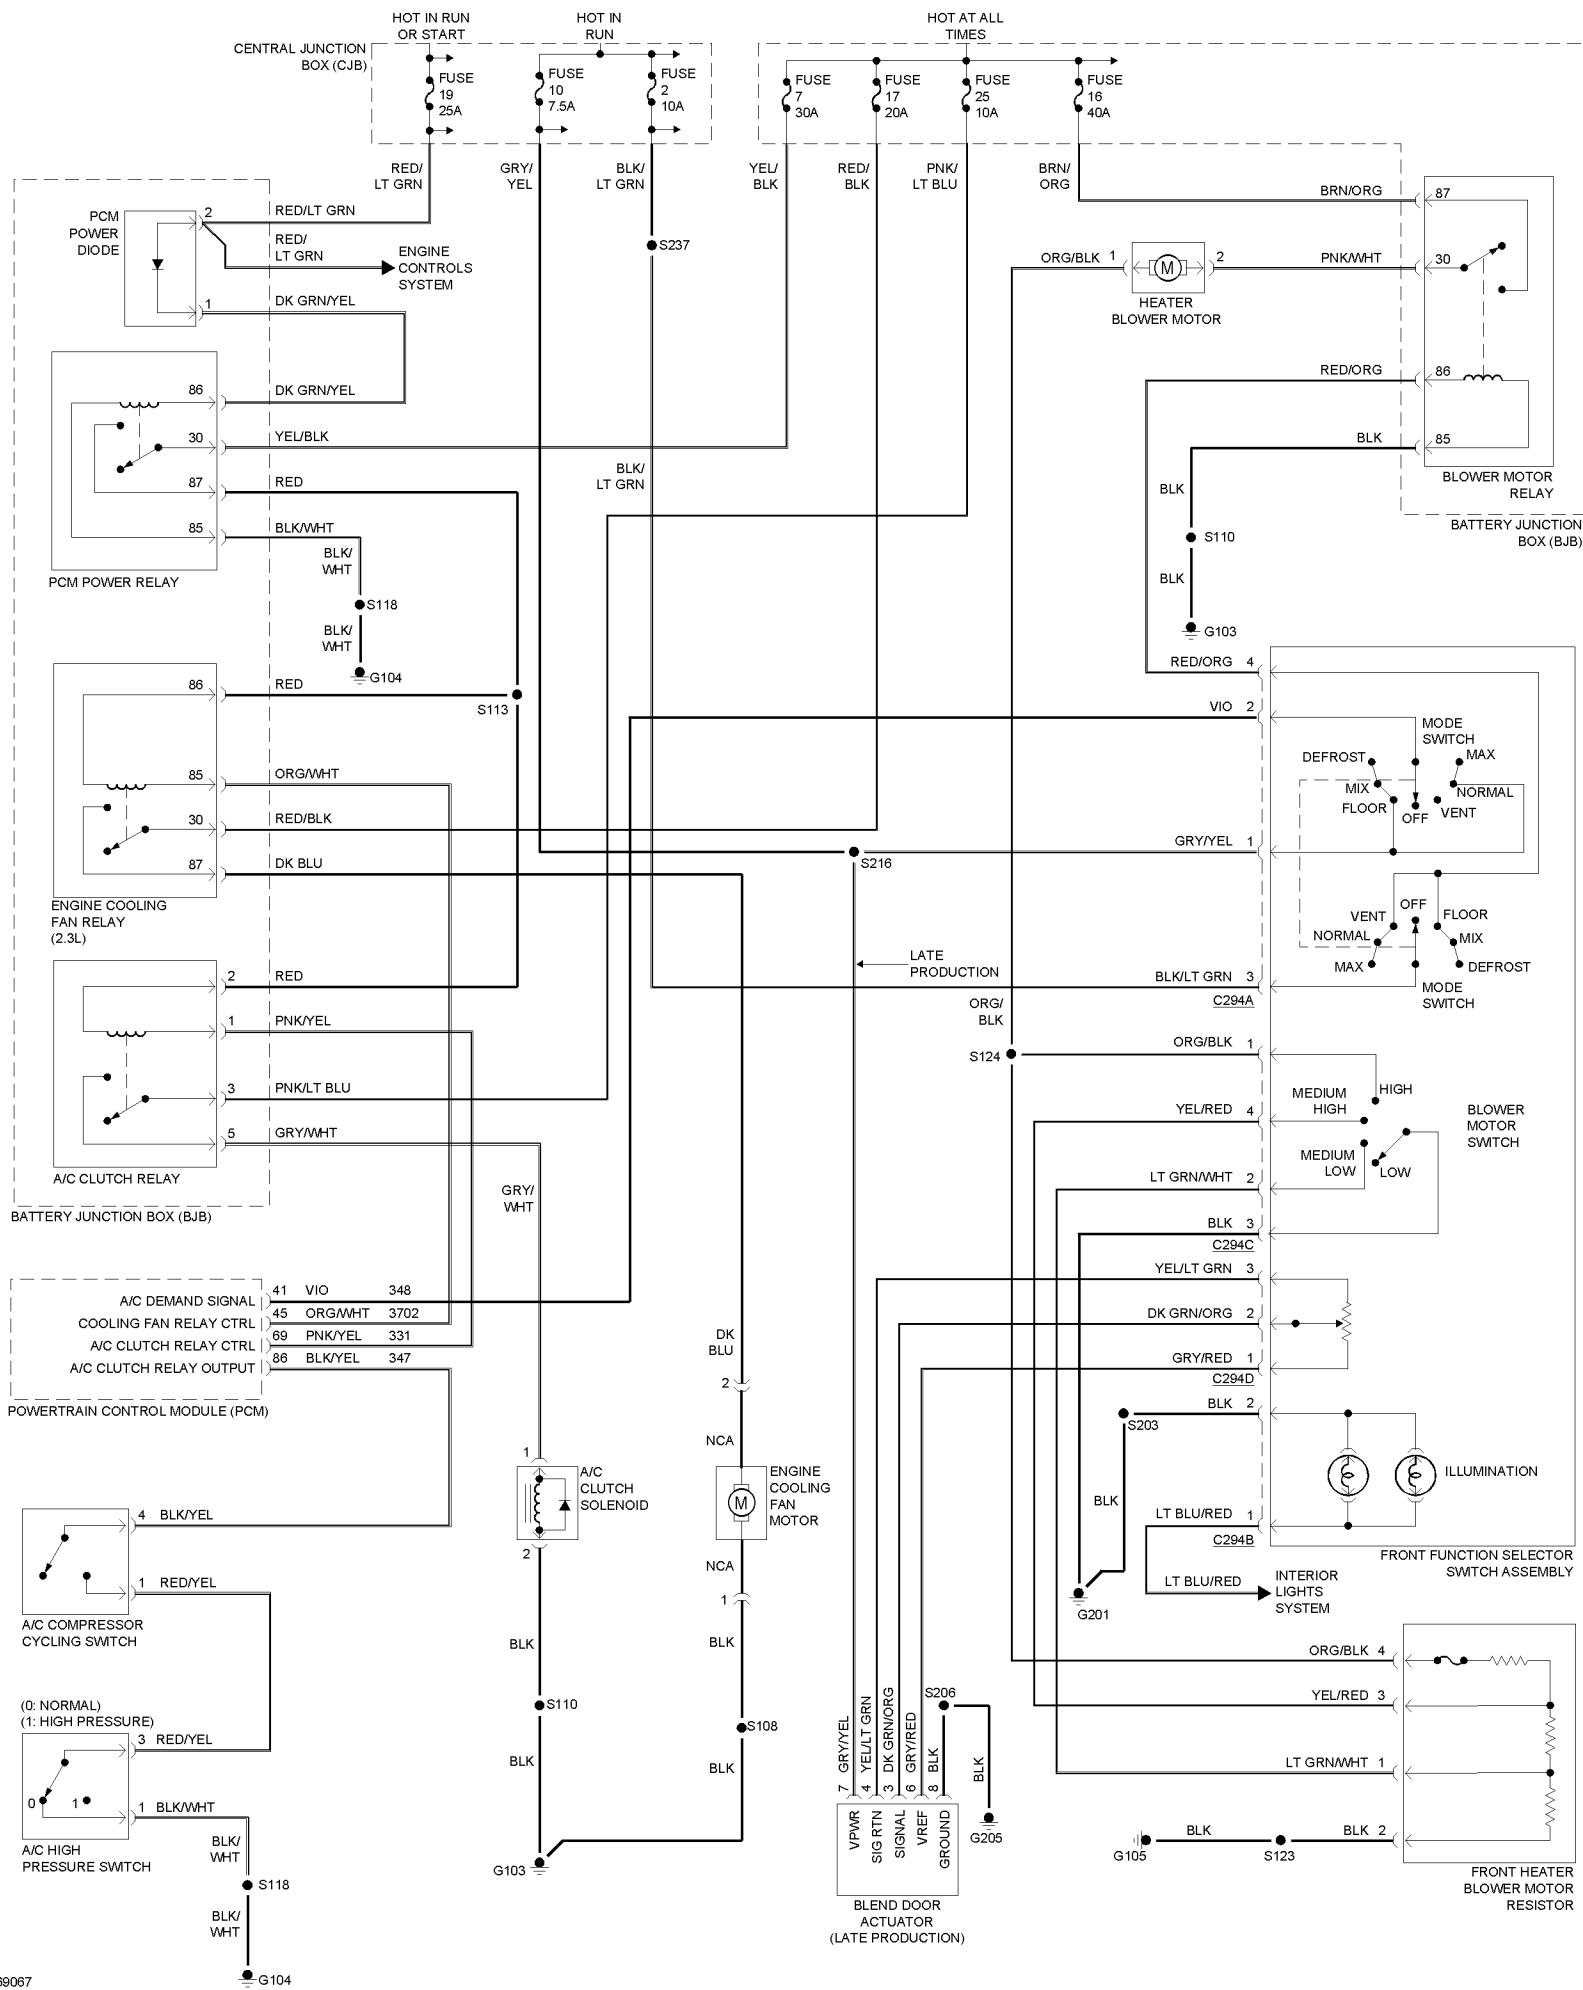 HOT IN RUN
OR START
HOT IN
RUN
HOT AT ALL
TIMES
CENTRAL JUNCTION
BOX (CJB)
FUSE
19
25A
FUSE
10
7.5A
FUSE
2
10A
FUSE
7
30A
FUSE
17
20A
FUSE
25
10A
FUSE
16
40A
RED/
LT GRN
GRY/
YEL
BLK/
LT GRN
YEL/
BLK
RED/
BLK
PNK/
LT BLU
BRN/
ORG
BRN/ORG
87
PCM
POWER
DIODE
2
RED/LT GRN
RED/
LT GRN
ENGINE
CONTROLS
SYSTEM
S237
1
DK GRN/YEL
ORG/BLK
1
M
2
PNK/WHT
30
HEATER
BLOWER MOTOR
RED/ORG
86
86
DK GRN/YEL
30
YEL/BLK
BLK
85
BLK/
LT GRN
87
RED
BLK
BLOWER MOTOR
RELAY
85
BLK/WHT
BLK/
WHT
S110
BATTERY JUNCTION
BOX (BJB)
PCM POWER RELAY
BLK
S118
BLK/
WHT
G103
G104
RED/ORG
4
86
RED
S113
VIO
2
MODE
SWITCH
DEFROST
MAX
MIX
NORMAL
FLOOR
OFF
VENT
85
ORG/WHT
30
RED/BLK
GRY/YEL
1
S216
87
DK BLU
ENGINE COOLING
FAN RELAY
(2.3L)
OFF
VENT
FLOOR
NORMAL
MIX
MAX
DEFROST
MODE
SWITCH
LATE
PRODUCTION
BLK/LT GRN
3
C294A
2
RED
ORG/
BLK
1
PNK/YEL
S124
ORG/BLK
1
HIGH
MEDIUM
HIGH
BLOWER
MOTOR
SWITCH
3
PNK/LT BLU
YEL/RED
4
5
GRY/WHT
MEDIUM
LOW
LOW
A/C CLUTCH RELAY
LT GRN/WHT
2
GRY/
WHT
BATTERY JUNCTION BOX (BJB)
BLK
3
C294C
YEL/LT GRN
3
A/C DEMAND SIGNAL
41
VIO
348
COOLING FAN RELAY CTRL
45
ORG/WHT
3702
A/C CLUTCH RELAY CTRL
69
PNK/YEL
331
A/C CLUTCH RELAY OUTPUT
86
BLK/YEL
347
POWERTRAIN CONTROL MODULE (PCM)
DK GRN/ORG
2
DK
BLU
GRY/RED
1
C294D
2
BLK
2
S203
NCA
1
A/C
CLUTCH
SOLENOID
ENGINE
COOLING
FAN
MOTOR
M
ILLUMINATION
BLK
4
BLK/YEL
2
LT BLU/RED
1
C294B
FRONT FUNCTION SELECTOR
SWITCH ASSEMBLY
NCA
1
RED/YEL
1
LT BLU/RED
INTERIOR
LIGHTS
SYSTEM
G201
A/C COMPRESSOR
CYCLING SWITCH
BLK
BLK
ORG/BLK
4
(0: NORMAL)
(1: HIGH PRESSURE)
S110
S206
YEL/RED
3
3
RED/YEL
S108
BLK
BLK
GRY/YEL
YEL/LT GRN
DK GRN/ORG
GRY/RED
BLK
BLK
LT GRN/WHT
1
0
1
1
BLK/WHT
7
4
3
6
8
VPWR
SIG RTN
SIGNAL
VREF
GROUND
G205
BLK
BLK
2
G105
S123
BLK/
WHT
A/C HIGH
PRESSURE SWITCH
G103
FRONT HEATER
BLOWER MOTOR
RESISTOR
S118
BLEND DOOR
ACTUATOR
(LATE PRODUCTION)
BLK/
WHT
G104
69067